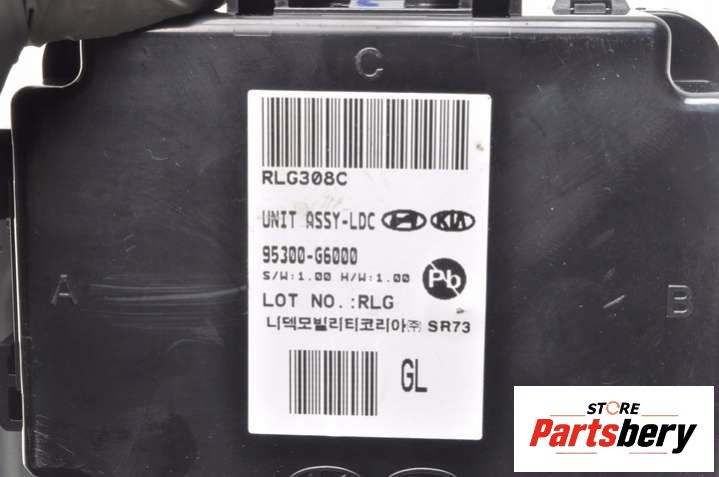 C
RLG308C
UNIT ASSY-LDC KIA
95300-G6000
S/W:1.00 H/W:1.00 Pb
LOT NO.:RLG
니덱모빌리티코리아㈜ SR73
GL
A
B
STORE
Partsbery